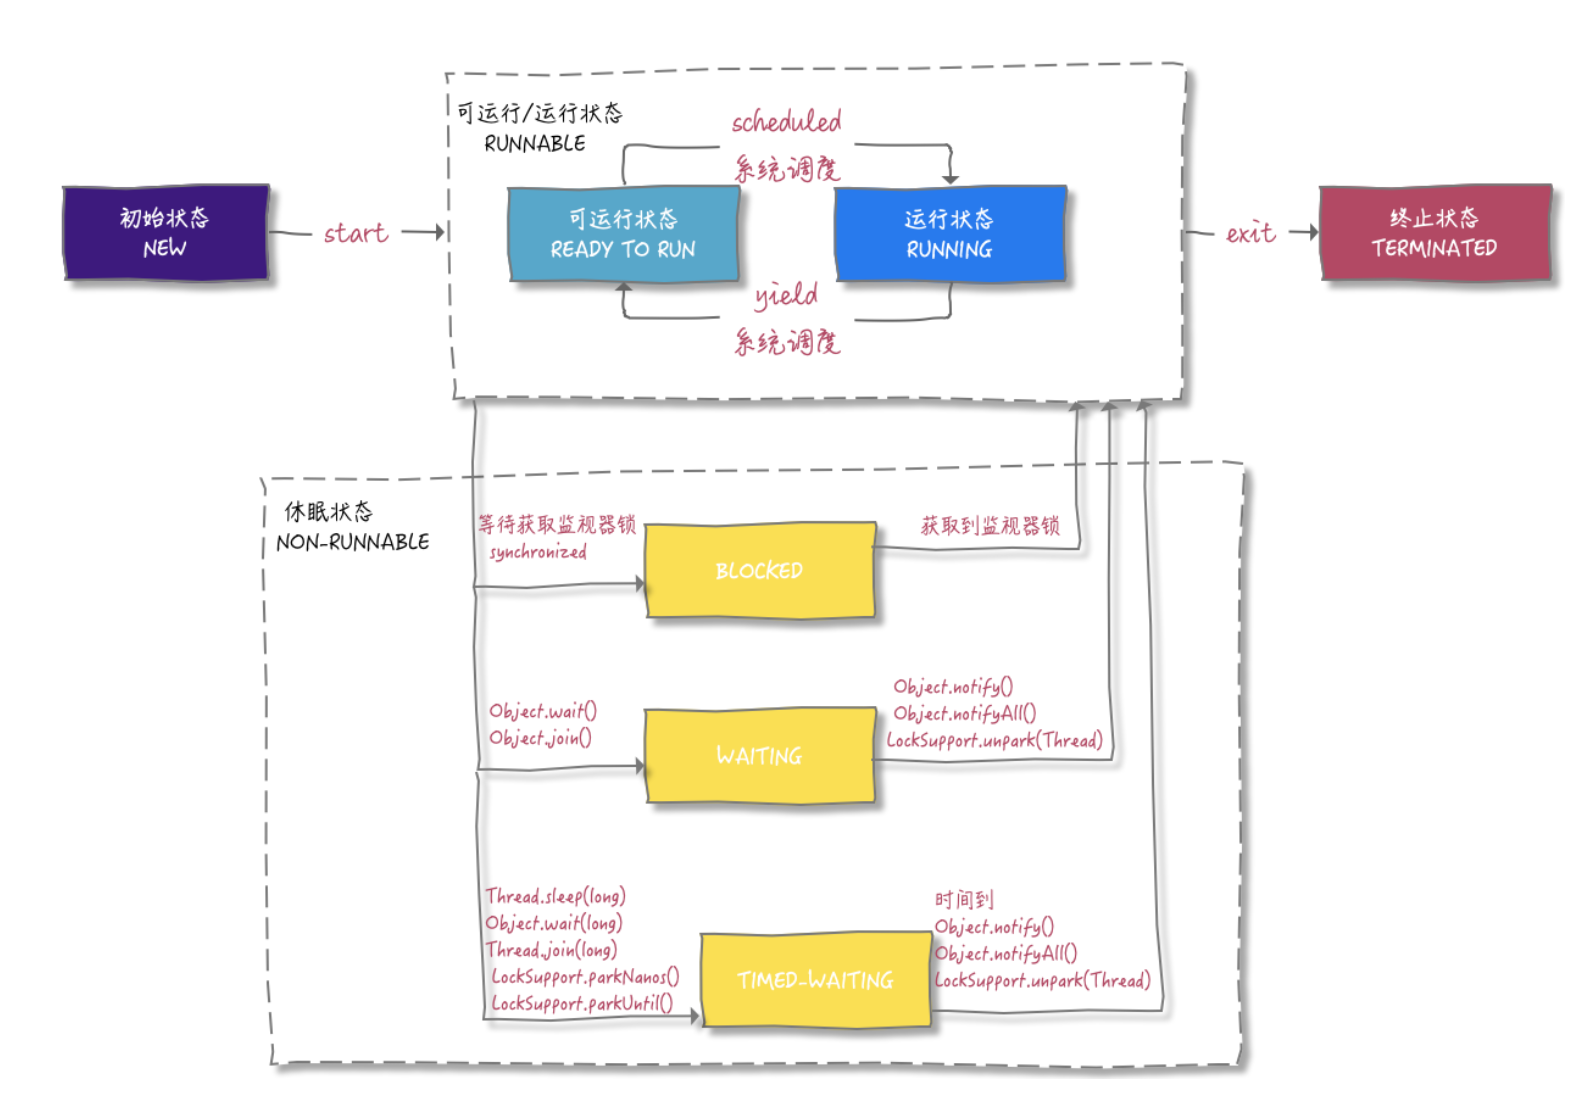 可运行/运行状态
RUNNABLE
scheduled
系统调度
初始状态
NEW
start
可运行状态
READY TO RUN
运行状态
RUNNING
exit
终止状态
TERMINATED
yield
系统调度
休眠状态
NON-RUNNABLE
等待获取监视器锁
synchronized
BLOCKED
获取到监视器锁
Object.wait()
Object.join()
WAITING
Object.notify()
Object.notifyAll()
LockSupport.unpark(Thread)
Thread.sleep(long)
Object.wait(long)
Thread.join(long)
LockSupport.parkNanos()
LockSupport.parkUntil()
TIMED-WAITING
时间到
Object.notify()
Object.notifyAll()
LockSupport.unpark(Thread)